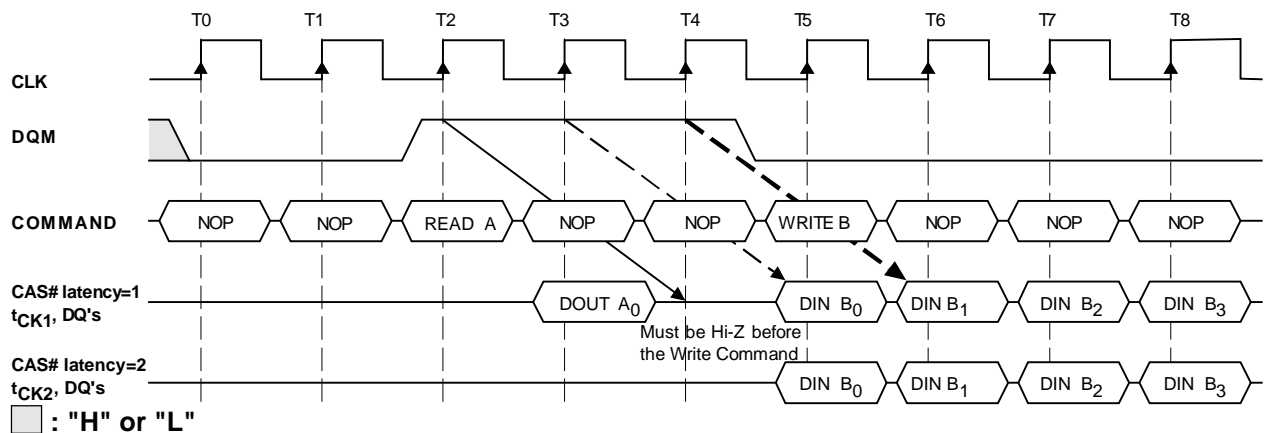 T0 T1 T2 T3 T4 T5 T6 T7 T8
CLK
DQM
COMMAND NOP NOP READ A NOP NOP WRITE B NOP NOP NOP
CAS# latency=1
tCK1, DQ's
DOUT A0 DIN B0 DIN B1 DIN B2 DIN B3
Must be Hi-Z before
the Write Command
CAS# latency=2
tCK2, DQ's
DIN B0 DIN B1 DIN B2 DIN B3
: "H" or "L"